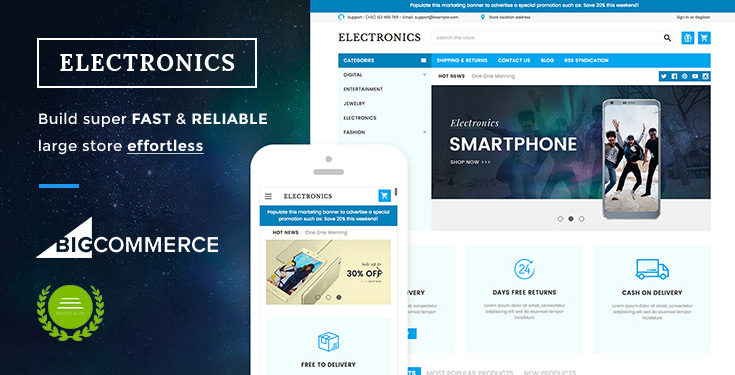 ELECTRONICS
Build super FAST & RELIABLE
large store effortless
BIGCOMMERCE
Populate this marketing banner to advertise a special promotion such as: Save 20% this weekend!
Support : (+01) 123 459 789 - Email: support@example.com
Store location address
Sign in or Register
ELECTRONICS
Search the store
CATEGORIES
SHIPPING & RETURNS
CONTACT US
BLOG
RSS SYNDICATION
DIGITAL
ENTERTAINMENT
JEWELRY
ELECTRONICS
FASHION
HOT NEWS
One One Morning
Electronics
SMARTPHONE
SHOP NOW >>>
ELECTRONICS
Populate this marketing banner to advertise a special
promotion such as: Save 20% this weekend!
HOT NEWS
One One Morning
Sale up to
30% OFF
FREE TO DELIVERY
DAYS FREE RETURNS
Lorem ipsum dolor sit amet, consectetur
adipiscing elit, sed do eiusmod tempor
incididunt
CASH ON DELIVERY
Lorem ipsum dolor sit amet, consectetur
adipiscing elit, sed do eiusmod tempor
incididunt
MOST POPULAR PRODUCTS
NEW PRODUCTS